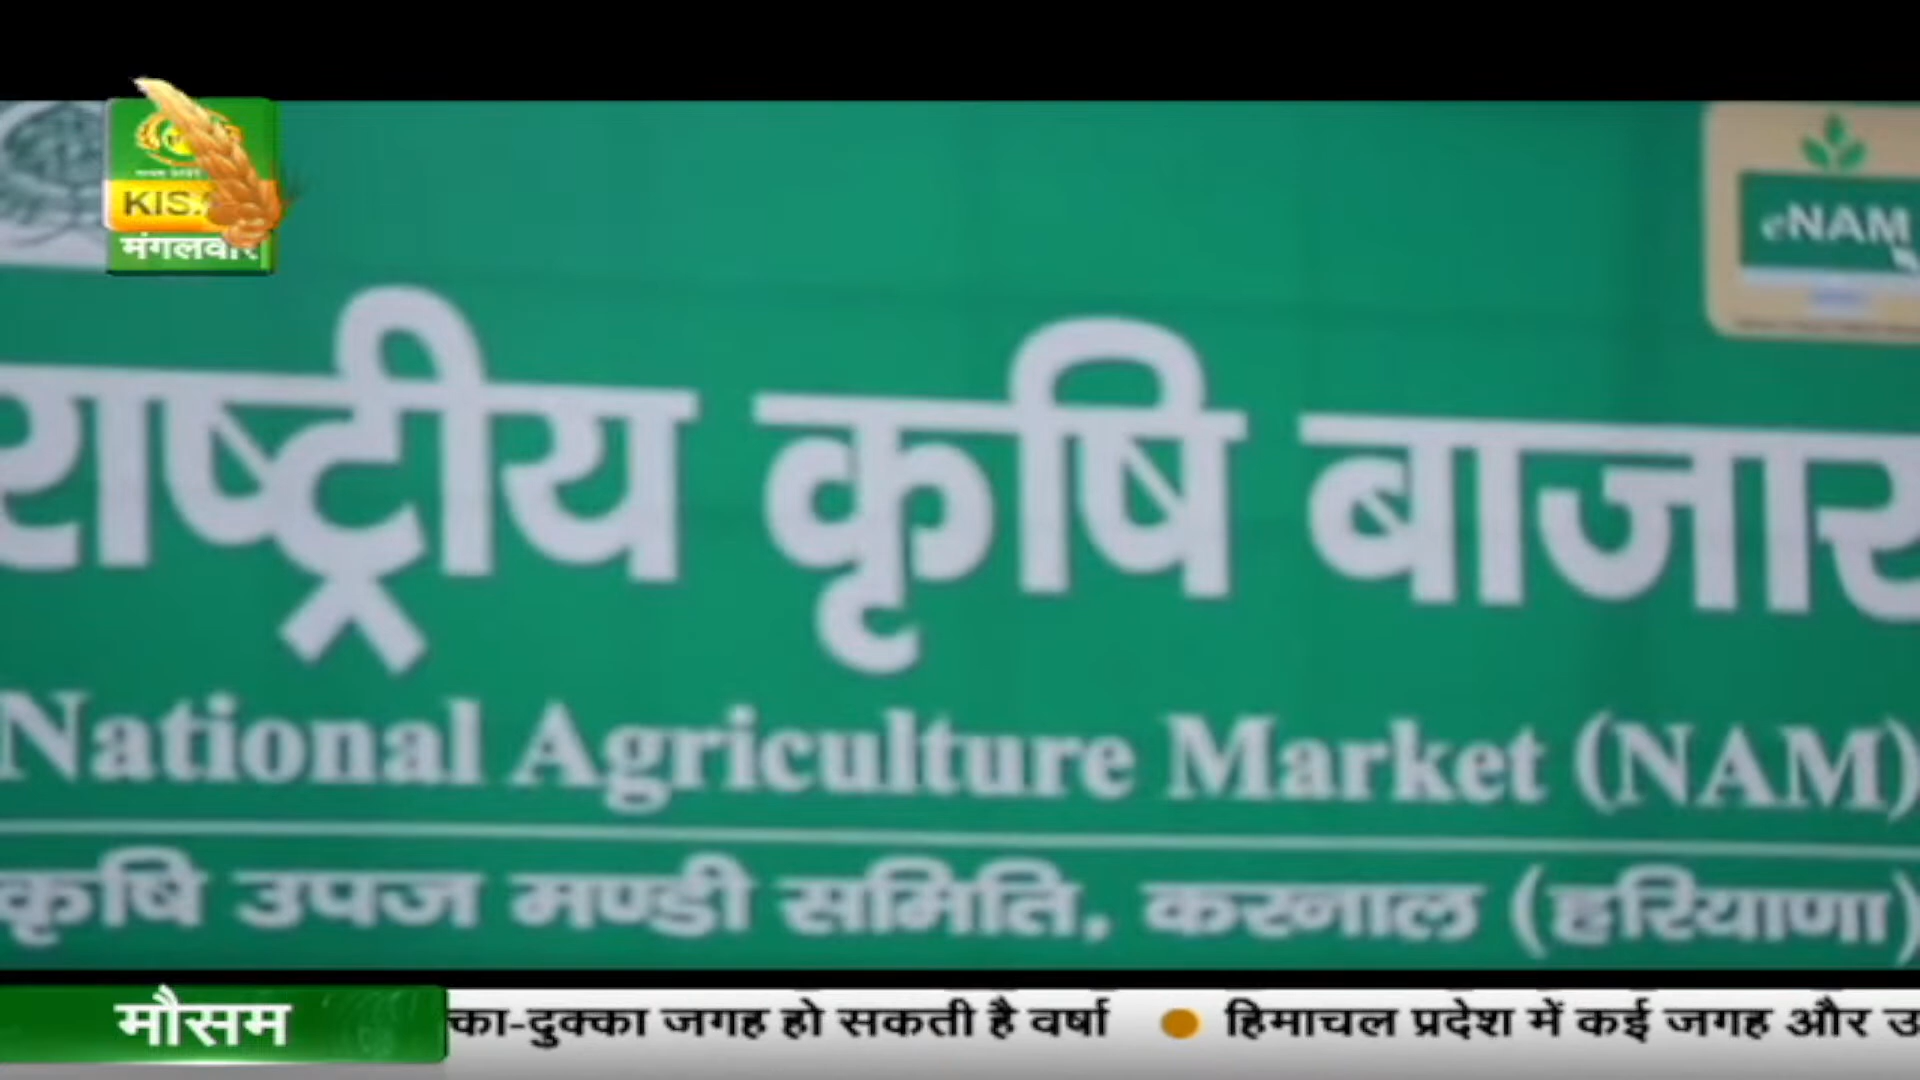 मंगलवार
eNAM
राष्ट्रीय कृषि बाजार
National Agriculture Market (NAM)
कृषि उपज मण्डी समिति, करनाल (हरियाणा)
मौसम
का-दुक्का जगह हो सकती है वर्षा
हिमाचल प्रदेश में कई जगह और उ